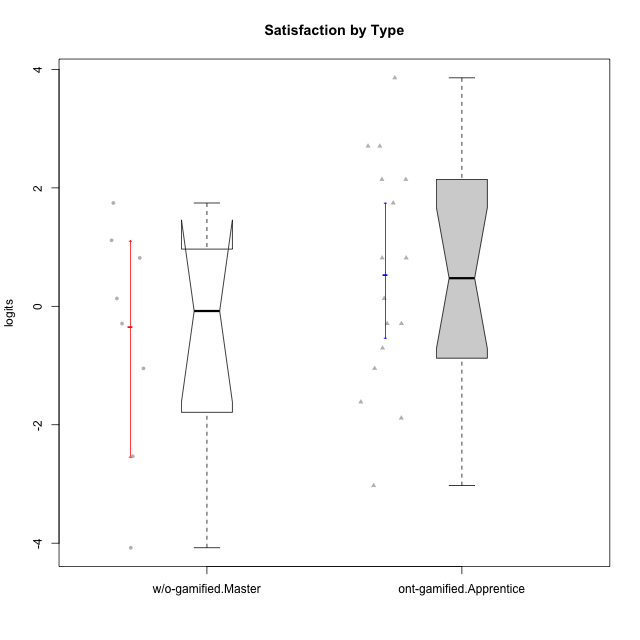 Satisfaction by Type
logits
4
2
0
-2
-4
w/o-gamified.Master
ont-gamified.Apprentice